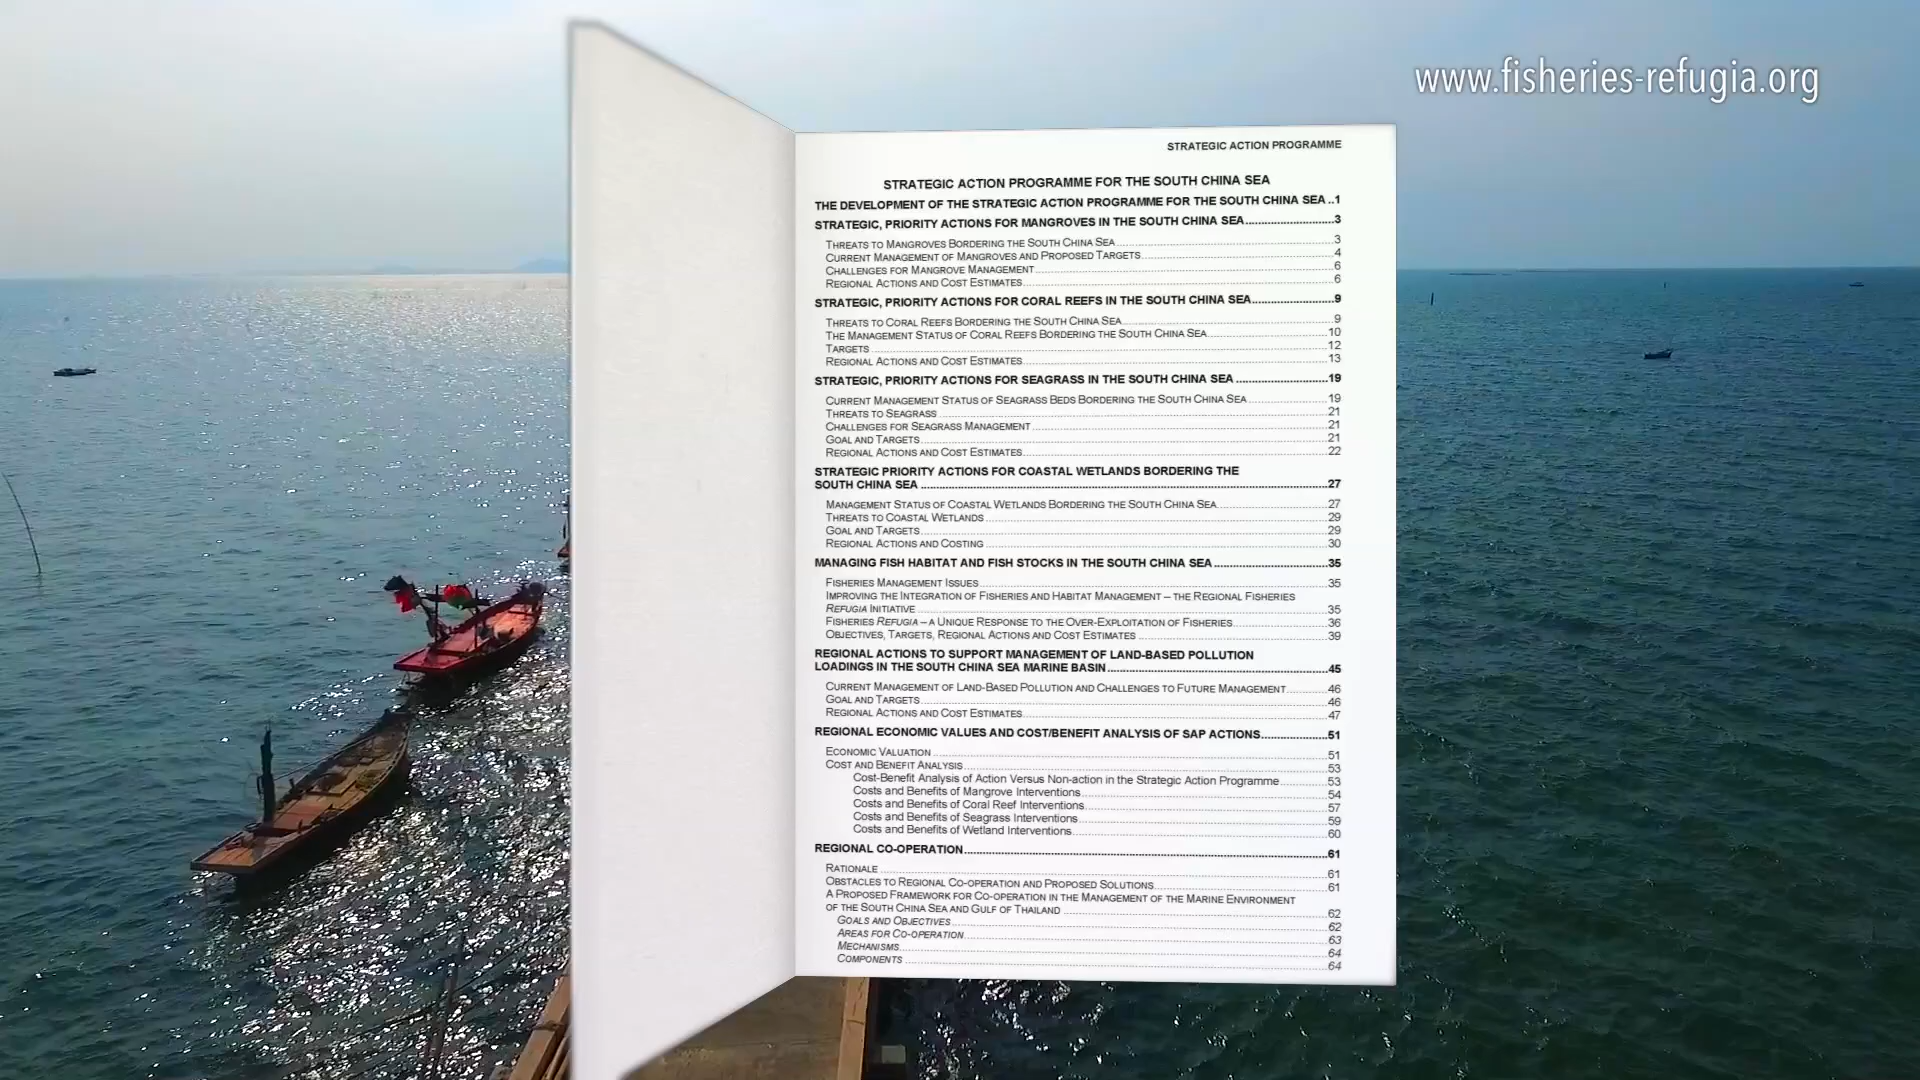 www.fisheries-refugia.org
STRATEGIC ACTION PROGRAMME
STRATEGIC ACTION PROGRAMME FOR THE SOUTH CHINA SEA
THE DEVELOPMENT OF THE STRATEGIC ACTION PROGRAMME FOR THE SOUTH CHINA SEA ..1
STRATEGIC, PRIORITY ACTIONS FOR MANGROVES IN THE SOUTH CHINA SEA...........................3
THREATS TO MANGROVES BORDERING THE SOUTH CHINA SEA...........................3
CURRENT MANAGEMENT OF MANGROVES AND PROPOSED TARGETS...........................4
CHALLENGES FOR MANGROVE MANAGEMENT...........................6
REGIONAL ACTIONS AND COST ESTIMATES...........................6
STRATEGIC, PRIORITY ACTIONS FOR CORAL REEFS IN THE SOUTH CHINA SEA...........................9
THREATS TO CORAL REEFS BORDERING THE SOUTH CHINA SEA...........................9
THE MANAGEMENT STATUS OF CORAL REEFS BORDERING THE SOUTH CHINA SEA...........................10
TARGETS...........................12
REGIONAL ACTIONS AND COST ESTIMATES...........................13
STRATEGIC, PRIORITY ACTIONS FOR SEAGRASS IN THE SOUTH CHINA SEA...........................19
CURRENT MANAGEMENT STATUS OF SEAGRASS BEDS BORDERING THE SOUTH CHINA SEA...........................19
THREATS TO SEAGRASS...........................21
CHALLENGES FOR SEAGRASS MANAGEMENT...........................21
GOAL AND TARGETS...........................21
REGIONAL ACTIONS AND COST ESTIMATES...........................22
STRATEGIC PRIORITY ACTIONS FOR COASTAL WETLANDS BORDERING THE
SOUTH CHINA SEA...........................27
MANAGEMENT STATUS OF COASTAL WETLANDS BORDERING THE SOUTH CHINA SEA...........................27
THREATS TO COASTAL WETLANDS...........................29
GOAL AND TARGETS...........................29
REGIONAL ACTIONS AND COSTING...........................30
MANAGING FISH HABITAT AND FISH STOCKS IN THE SOUTH CHINA SEA...........................35
FISHERIES MANAGEMENT ISSUES...........................35
IMPROVING THE INTEGRATION OF FISHERIES AND HABITAT MANAGEMENT – THE REGIONAL FISHERIES
REFUGIA INITIATIVE...........................35
FISHERIES REFUGIA – A UNIQUE RESPONSE TO THE OVER-EXPLOITATION OF FISHERIES...........................36
OBJECTIVES, TARGETS, REGIONAL ACTIONS AND COST ESTIMATES...........................39
REGIONAL ACTIONS TO SUPPORT MANAGEMENT OF LAND-BASED POLLUTION
LOADINGS IN THE SOUTH CHINA SEA MARINE BASIN...........................45
CURRENT MANAGEMENT OF LAND-BASED POLLUTION AND CHALLENGES TO FUTURE MANAGEMENT...........................46
GOAL AND TARGETS...........................46
REGIONAL ACTIONS AND COST ESTIMATES...........................47
REGIONAL ECONOMIC VALUES AND COST/BENEFIT ANALYSIS OF SAP ACTIONS...........................51
ECONOMIC VALUATION...........................51
COST AND BENEFIT ANALYSIS...........................53
Cost-Benefit Analysis of Action Versus Non-action in the Strategic Action Programme...........................53
Costs and Benefits of Mangrove Interventions...........................54
Costs and Benefits of Coral Reef Interventions...........................57
Costs and Benefits of Seagrass Interventions...........................59
Costs and Benefits of Wetland Interventions...........................60
REGIONAL CO-OPERATION...........................61
RATIONALE...........................61
OBSTACLES TO REGIONAL CO-OPERATION AND PROPOSED SOLUTIONS...........................61
A PROPOSED FRAMEWORK FOR CO-OPERATION IN THE MANAGEMENT OF THE MARINE ENVIRONMENT
OF THE SOUTH CHINA SEA AND GULF OF THAILAND...........................62
GOALS AND OBJECTIVES...........................62
AREAS FOR CO-OPERATION...........................63
MECHANISMS...........................64
COMPONENTS...........................64